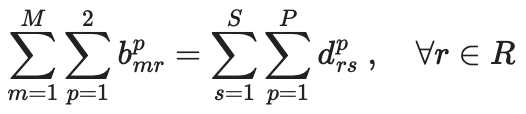 \sum_{m=1}^{M} \sum_{p=1}^{2} b_{mr}^{p} = \sum_{s=1}^{S} \sum_{p=1}^{P} d_{rs}^{p} , \quad \forall r \in R